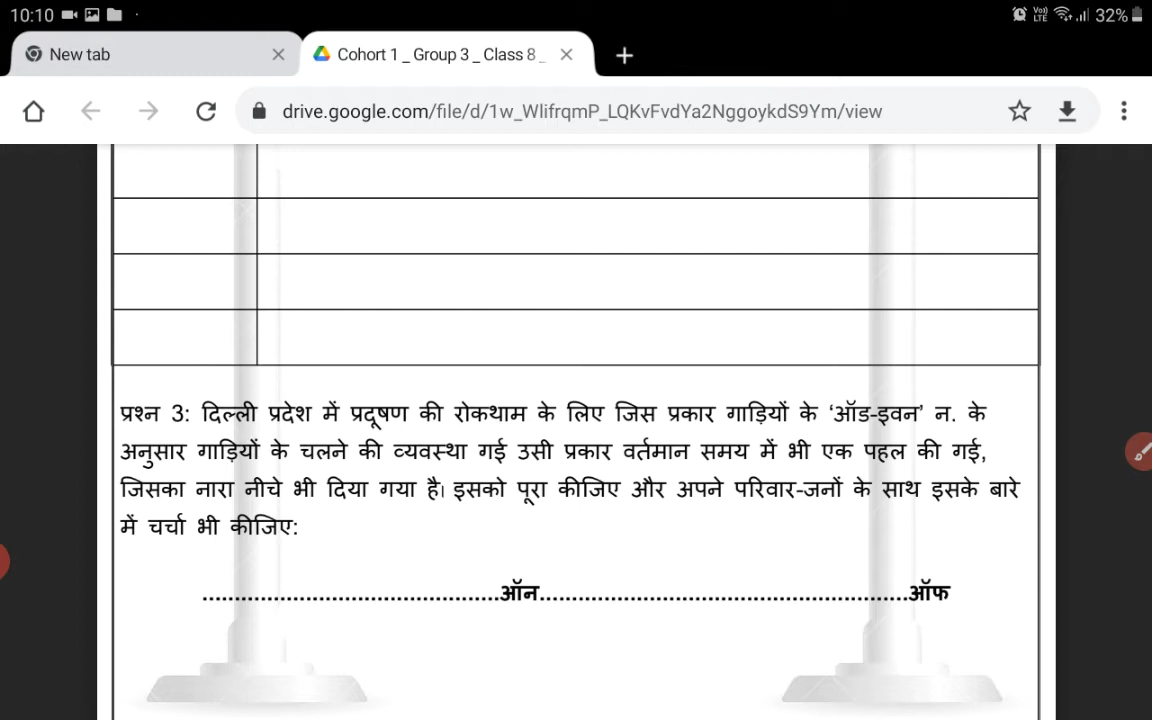 10:10
Vo)) LTE
32%
New tab
Cohort 1 _ Group 3 _ Class 8 _
drive.google.com/file/d/1w_WlifrqmP_LQKvFvdYa2NggoykdS9Ym/view
प्रश्न 3: दिल्ली प्रदेश में प्रदूषण की रोकथाम के लिए जिस प्रकार गाड़ियों के ‘ऑड-इवन’ न. के
अनुसार गाड़ियों के चलने की व्यवस्था गई उसी प्रकार वर्तमान समय में भी एक पहल की गई,
जिसका नारा नीचे भी दिया गया है। इसको पूरा कीजिए और अपने परिवार-जनों के साथ इसके बारे
में चर्चा भी कीजिए:
..............................................ऑन.........................................................ऑफ